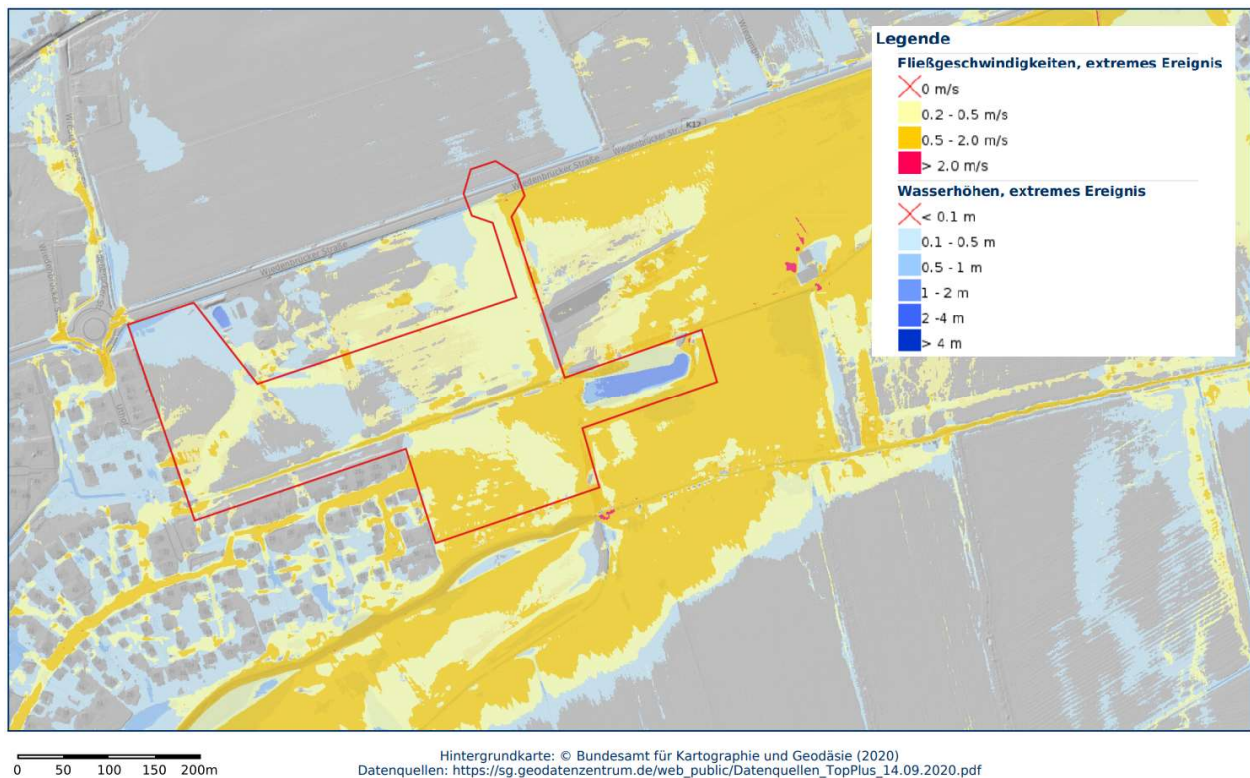 Legende
Fließgeschwindigkeiten, extremes Ereignis
0 m/s
0.2 - 0.5 m/s
0.5 - 2.0 m/s
> 2.0 m/s
Wasserhöhen, extremes Ereignis
< 0.1 m
0.1 - 0.5 m
0.5 - 1 m
1 - 2 m
2 -4 m
> 4 m
Wiedenbrücker Straße
Wiedenbrücker Straße
Wiedenbrücker Straße
0 50 100 150 200m
Hintergrundkarte: © Bundesamt für Kartographie und Geodäsie (2020)
Datenquellen: https://sg.geodatenzentrum.de/web_public/Datenquellen_TopPlus_14.09.2020.pdf